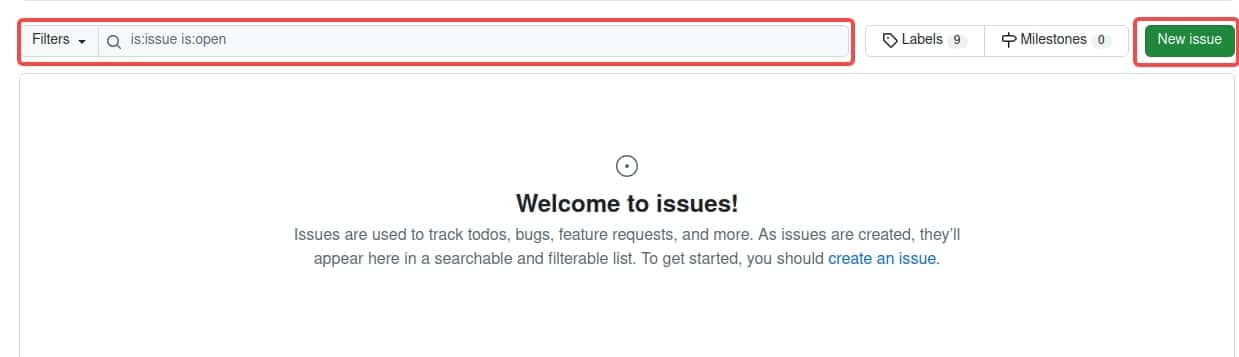 Filters
is:issue is:open
Labels 9
Milestones 0
New issue
Welcome to issues!
Issues are used to track todos, bugs, feature requests, and more. As issues are created, they’ll
appear here in a searchable and filterable list. To get started, you should create an issue.